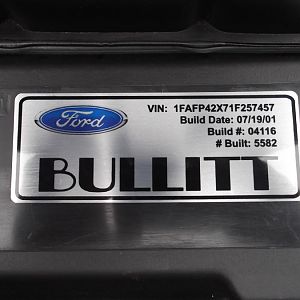 Ford
VIN: 1FAFP42X71F257457
Build Date: 07/19/01
Build #: 04116
# Built: 5582
BULLITT